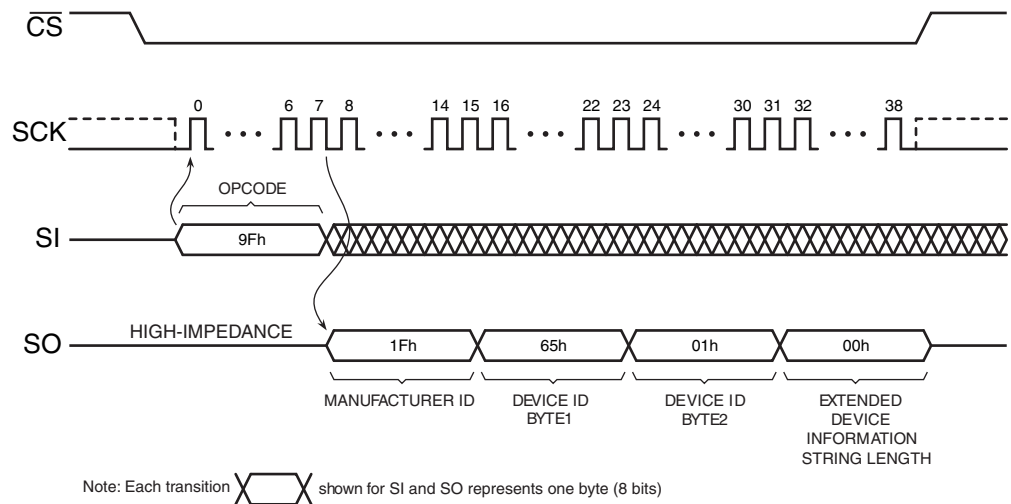 CS
SCK
0 6 7 8 14 15 16 22 23 24 30 31 32 38
OPCODE
SI
9Fh
SO
HIGH-IMPEDANCE
1Fh 65h 01h 00h
MANUFACTURER ID
DEVICE ID
BYTE1
DEVICE ID
BYTE2
EXTENDED
DEVICE
INFORMATION
STRING LENGTH
Note: Each transition shown for SI and SO represents one byte (8 bits)